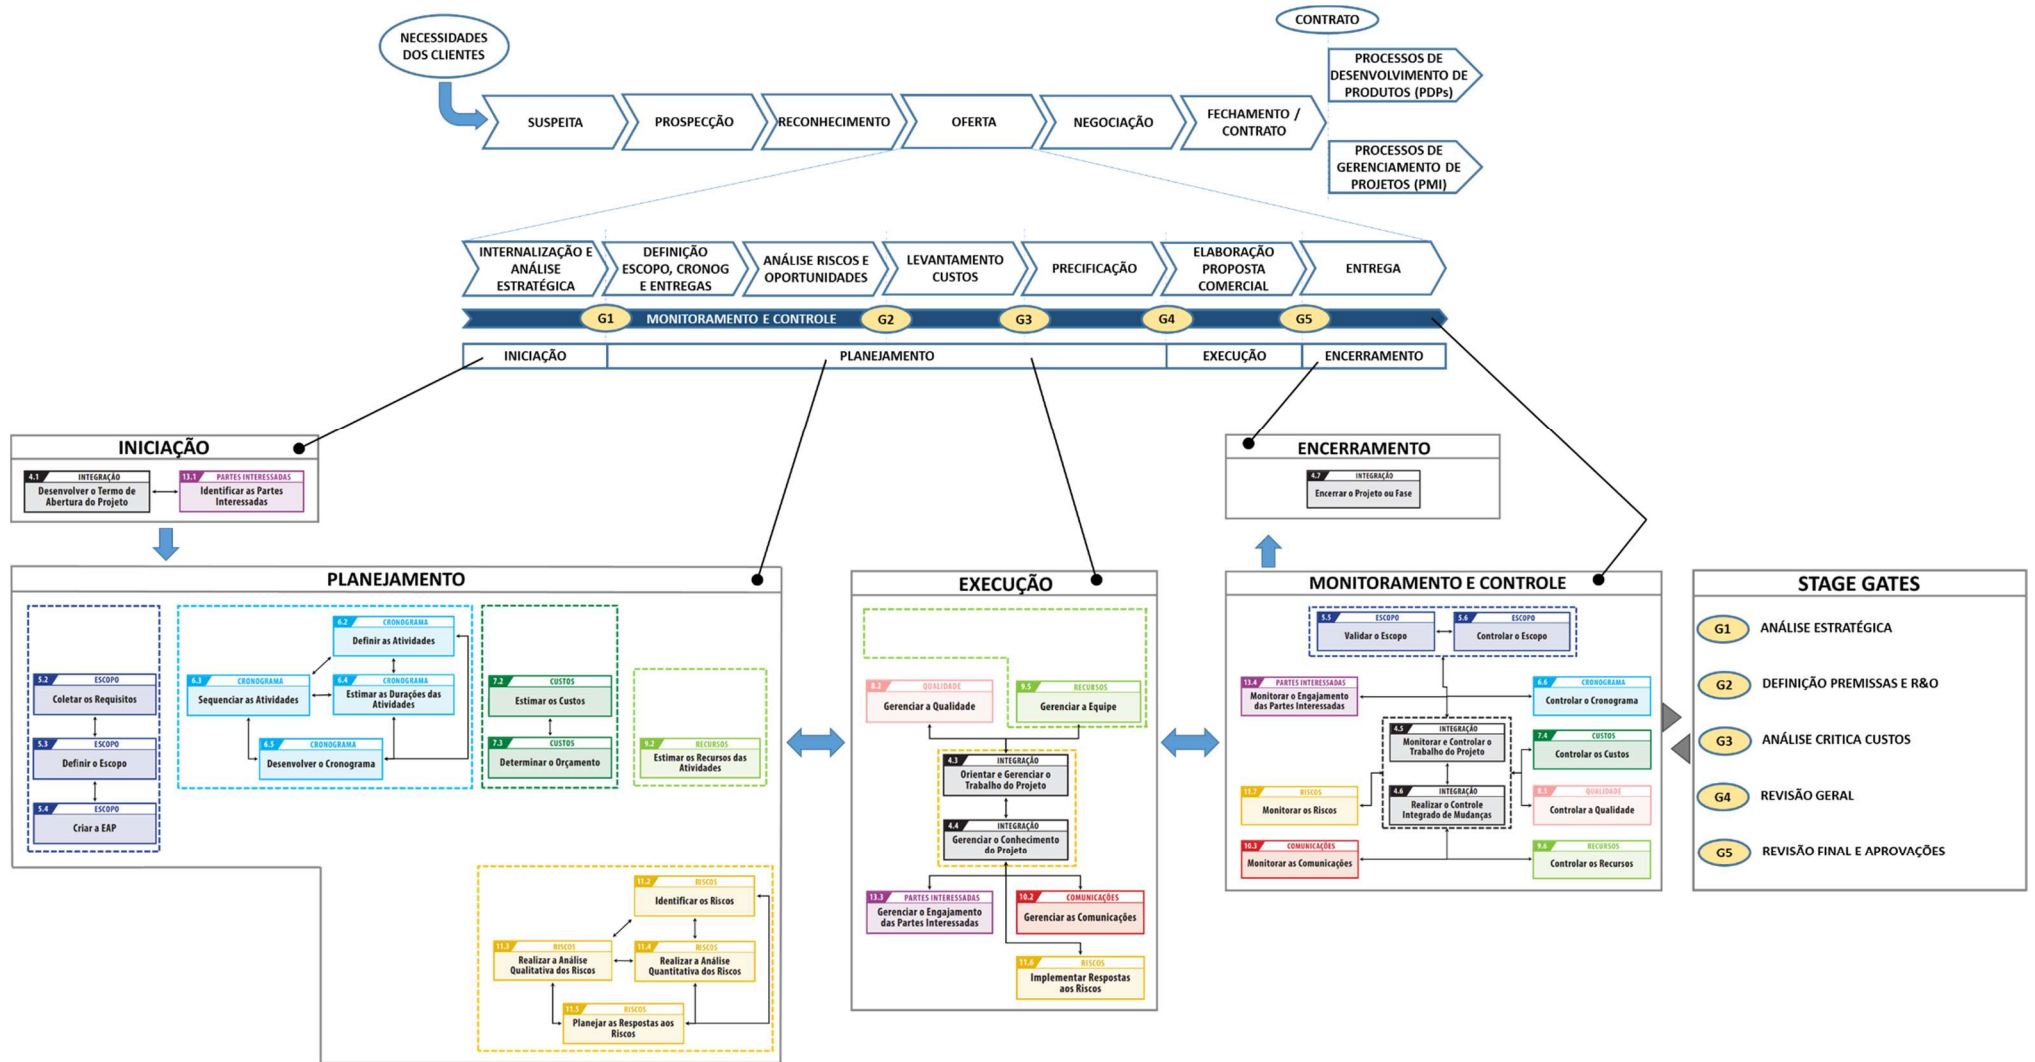 NECESSIDADES
DOS CLIENTES
CONTRATO
PROCESSOS DE
DESENVOLVIMENTO DE
PRODUTOS (PDPs)
SUSPEITA
PROSPECÇÃO
RECONHECIMENTO
OFERTA
NEGOCIAÇÃO
FECHAMENTO /
CONTRATO
PROCESSOS DE
GERENCIAMENTO DE
PROJETOS (PMI)
INTERNALIZAÇÃO E
ANÁLISE
ESTRATÉGICA
DEFINIÇÃO
ESCOPO, CRONOG
E ENTREGAS
ANÁLISE RISCOS E
OPORTUNIDADES
LEVANTAMENTO
CUSTOS
PRECIFICAÇÃO
ELABORAÇÃO
PROPOSTA
COMERCIAL
ENTREGA
G1
MONITORAMENTO E CONTROLE
G2
G3
G4
G5
INICIAÇÃO
PLANEJAMENTO
EXECUÇÃO
ENCERRAMENTO
INICIAÇÃO
4.1 INTEGRAÇÃO
Desenvolver o Termo de
Abertura do Projeto
13.1 PARTES INTERESSADAS
Identificar as Partes
Interessadas
ENCERRAMENTO
4.7 INTEGRAÇÃO
Encerrar o Projeto ou Fase
PLANEJAMENTO
5.2 ESCOPO
Coletar os Requisitos
5.3 ESCOPO
Definir o Escopo
5.4 ESCOPO
Criar a EAP
6.2 CRONOGRAMA
Definir as Atividades
6.3 CRONOGRAMA
Sequenciar as Atividades
6.4 CRONOGRAMA
Estimar as Durações das
Atividades
6.5 CRONOGRAMA
Desenvolver o Cronograma
7.2 CUSTOS
Estimar os Custos
7.3 CUSTOS
Determinar o Orçamento
9.2 RECURSOS
Estimar os Recursos das
Atividades
11.2 RISCOS
Identificar os Riscos
11.3 RISCOS
Realizar a Análise
Qualitativa dos Riscos
11.4 RISCOS
Realizar a Análise
Quantitativa dos Riscos
11.5 RISCOS
Planejar as Respostas aos
Riscos
EXECUÇÃO
8.2 QUALIDADE
Gerenciar a Qualidade
9.5 RECURSOS
Gerenciar a Equipe
4.3 INTEGRAÇÃO
Orientar e Gerenciar o
Trabalho do Projeto
4.4 INTEGRAÇÃO
Gerenciar o Conhecimento
do Projeto
13.3 PARTES INTERESSADAS
Gerenciar o Engajamento
das Partes Interessadas
10.2 COMUNICAÇÕES
Gerenciar as Comunicações
11.6 RISCOS
Implementar Respostas
aos Riscos
MONITORAMENTO E CONTROLE
5.5 ESCOPO
Validar o Escopo
5.6 ESCOPO
Controlar o Escopo
13.4 PARTES INTERESSADAS
Monitorar o Engajamento
das Partes Interessadas
6.6 CRONOGRAMA
Controlar o Cronograma
4.5 INTEGRAÇÃO
Monitorar e Controlar o
Trabalho do Projeto
7.4 CUSTOS
Controlar os Custos
11.7 RISCOS
Monitorar os Riscos
4.6 INTEGRAÇÃO
Realizar o Controle
Integrado de Mudanças
8.3 QUALIDADE
Controlar a Qualidade
10.3 COMUNICAÇÕES
Monitorar as Comunicações
9.6 RECURSOS
Controlar os Recursos
STAGE GATES
G1 ANÁLISE ESTRATÉGICA
G2 DEFINIÇÃO PREMISSAS E R&O
G3 ANÁLISE CRITICA CUSTOS
G4 REVISÃO GERAL
G5 REVISÃO FINAL E APROVAÇÕES